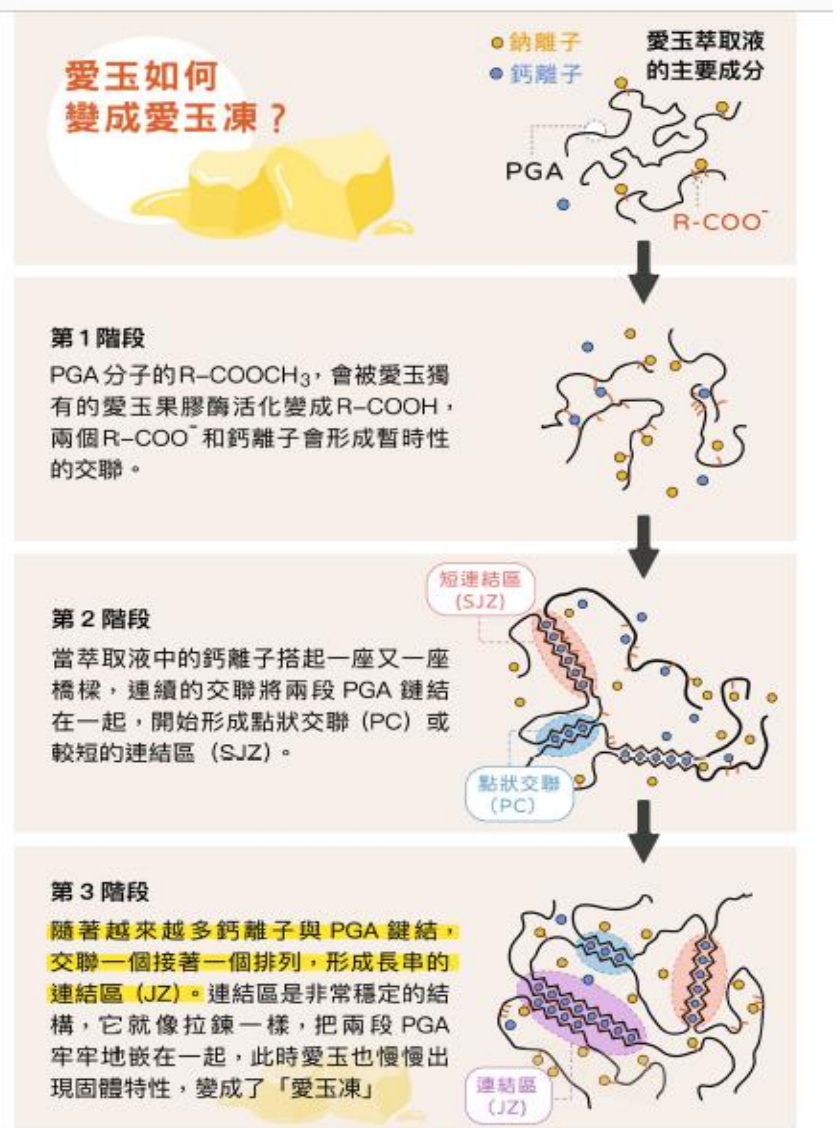 愛玉如何
變成愛玉凍？
鈉離子
鈣離子
愛玉萃取液
的主要成分
PGA
R-COO⁻
第1階段
PGA分子的R–COOCH₃，會被愛玉獨
有的愛玉果膠酶活化變成R–COOH，
兩個R–COO⁻和鈣離子會形成暫時性
的交聯。
第2階段
當萃取液中的鈣離子搭起一座又一座
橋樑，連續的交聯將兩段 PGA 鏈結
在一起，開始形成點狀交聯（PC）或
較短的連結區（SJZ）。
短連結區
(SJZ)
點狀交聯
(PC)
第3階段
隨著越來越多鈣離子與 PGA 鍵結，
交聯一個接著一個排列，形成長串的
連結區（JZ）。連結區是非常穩定的結
構，它就像拉鍊一樣，把兩段 PGA
牢牢地嵌在一起，此時愛玉也慢慢出
現固體特性，變成了「愛玉凍」
連結區
(JZ)